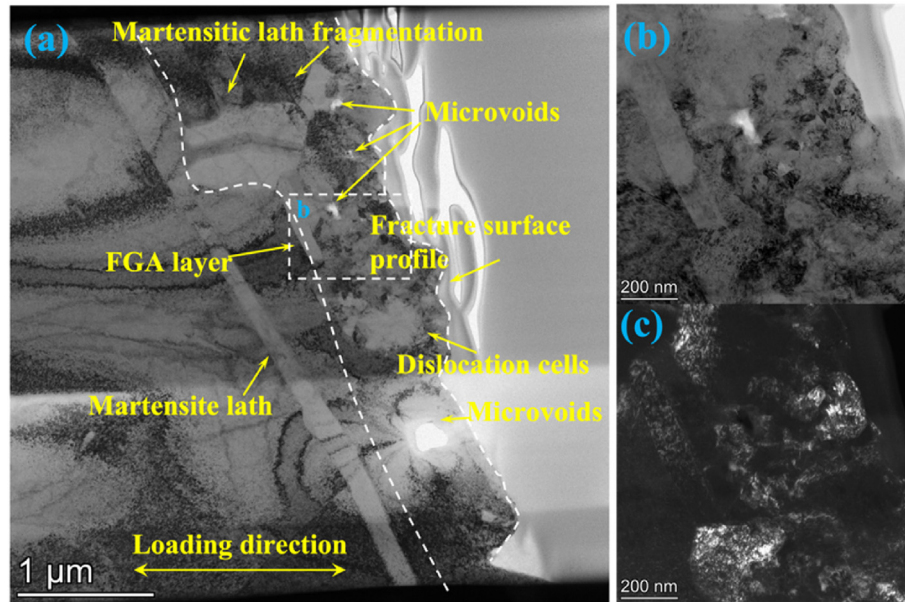 (a)
Martensitic lath fragmentation
Microvoids
b
Fracture surface
profile
FGA layer
Dislocation cells
Martensite lath
Microvoids
Loading direction
1 μm
(b)
200 nm
(c)
200 nm